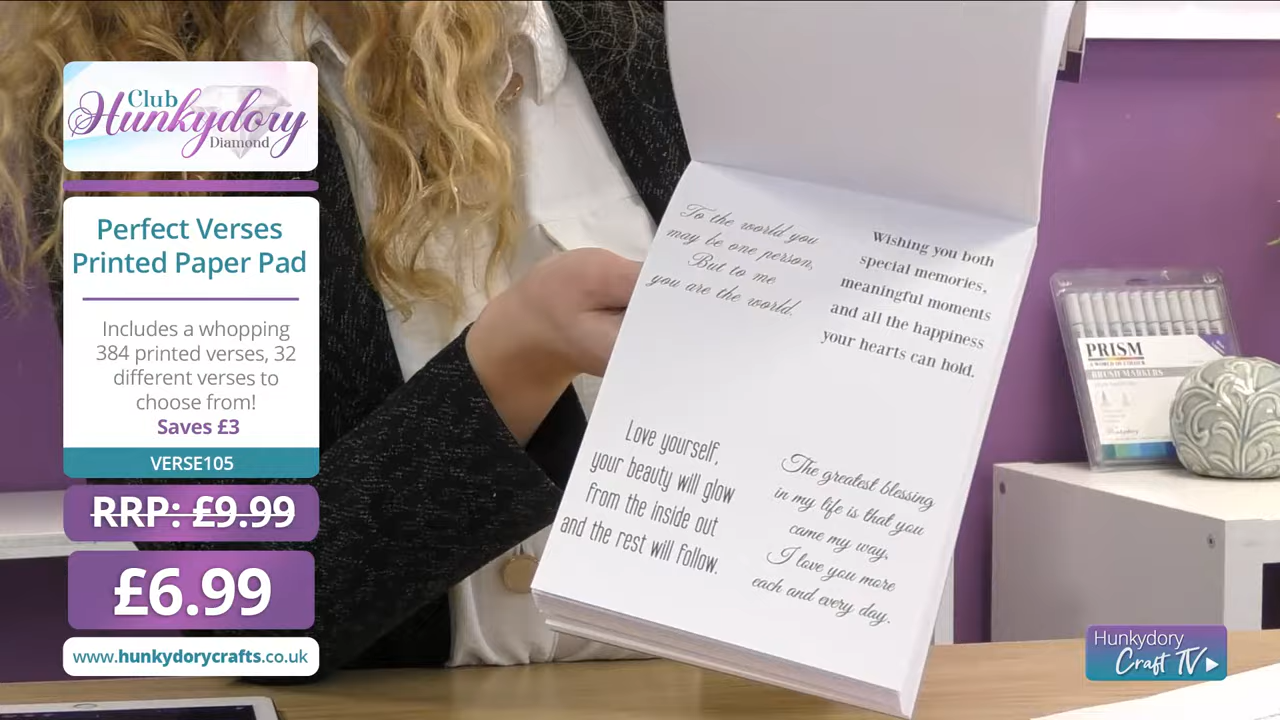 Club
Hunkydory
Diamond
Perfect Verses
Printed Paper Pad
Includes a whopping
384 printed verses, 32
different verses to
choose from!
Saves £3
VERSE105
RRP: £9.99
£6.99
www.hunkydorycrafts.co.uk
To the world you
may be one person,
But to me
you are the world.
Wishing you both
special memories,
meaningful moments
and all the happiness
your hearts can hold.
Love yourself,
your beauty will glow
from the inside out
and the rest will follow.
The greatest blessing
in my life is that you
came my way,
I love you more
each and every day.
PRISM
BRUSH MARKERS
Hunkydory
Craft TV